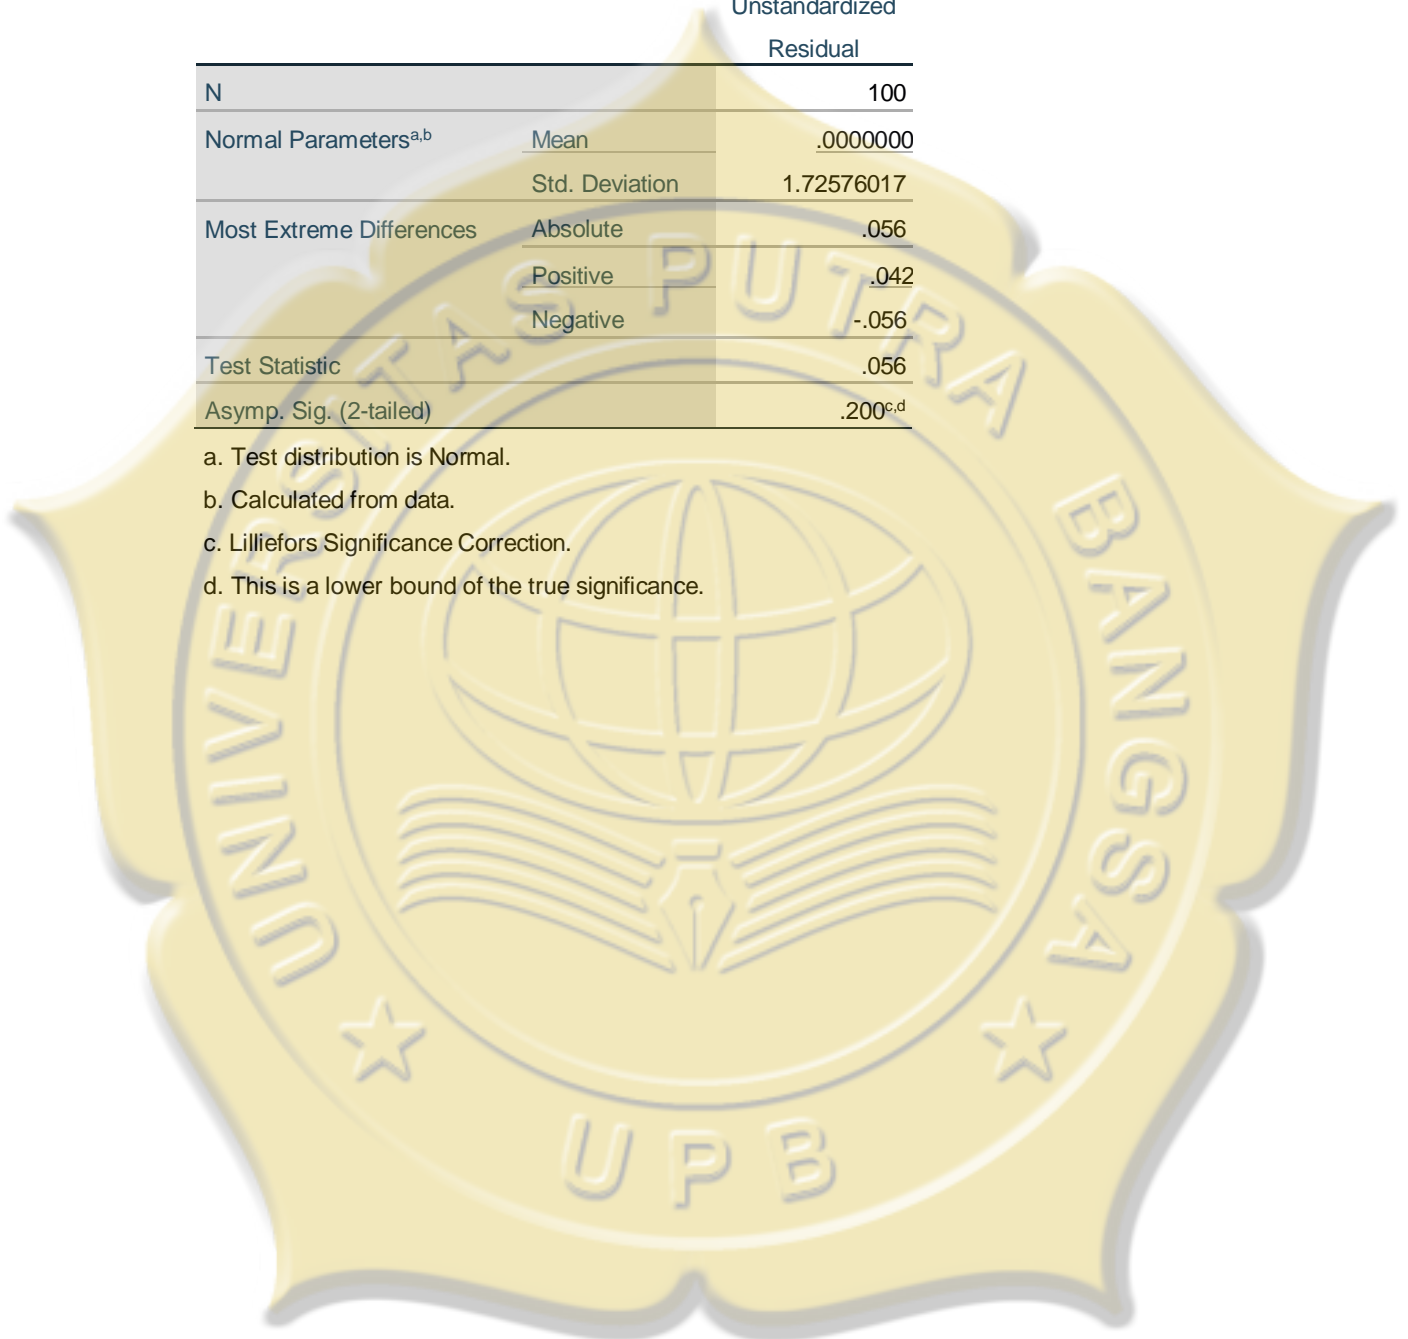 Unstandardized
Residual
N 100
Normal Parametersa,b Mean .0000000
Std. Deviation 1.72576017
Most Extreme Differences Absolute .056
Positive .042
Negative -.056
Test Statistic .056
Asymp. Sig. (2-tailed) .200c,d
a. Test distribution is Normal.
b. Calculated from data.
c. Lilliefors Significance Correction.
d. This is a lower bound of the true significance.
UNIVERSITAS PUTRA BANGSA
UPB